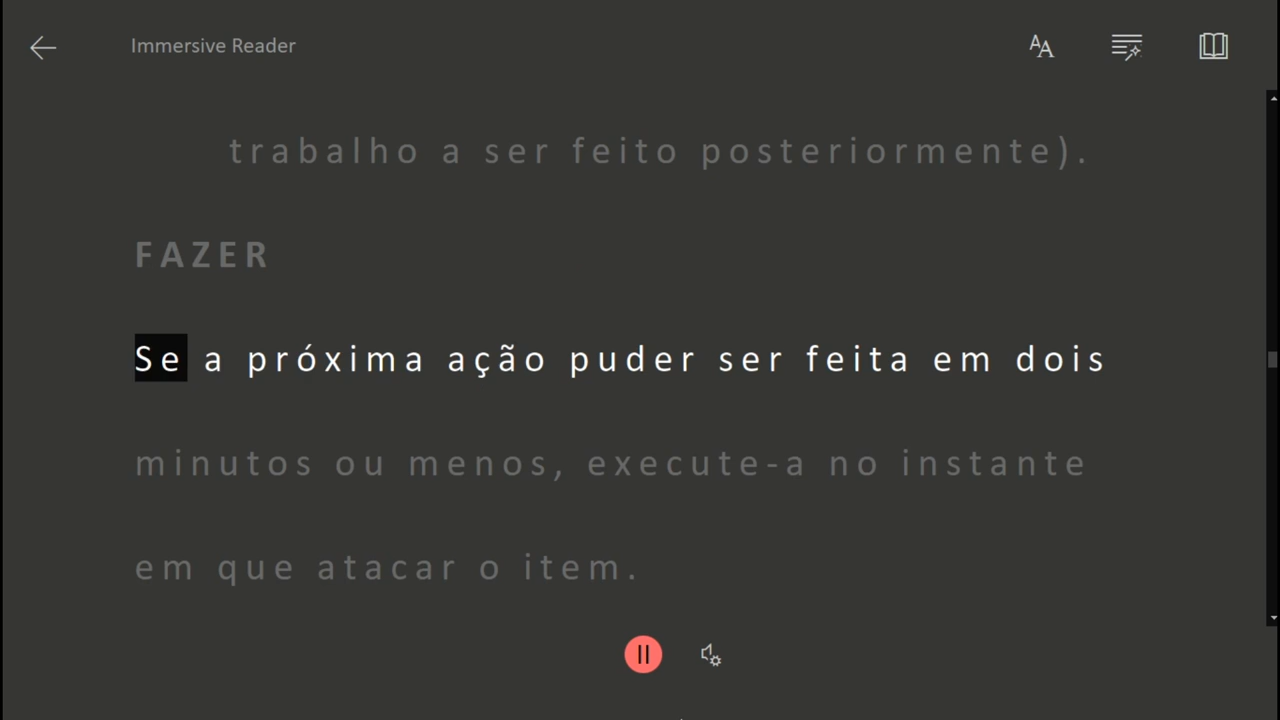 Immersive Reader
trabalho a ser feito posteriormente).
FAZER
Se a próxima ação puder ser feita em dois
minutos ou menos, execute-a no instante
em que atacar o item.